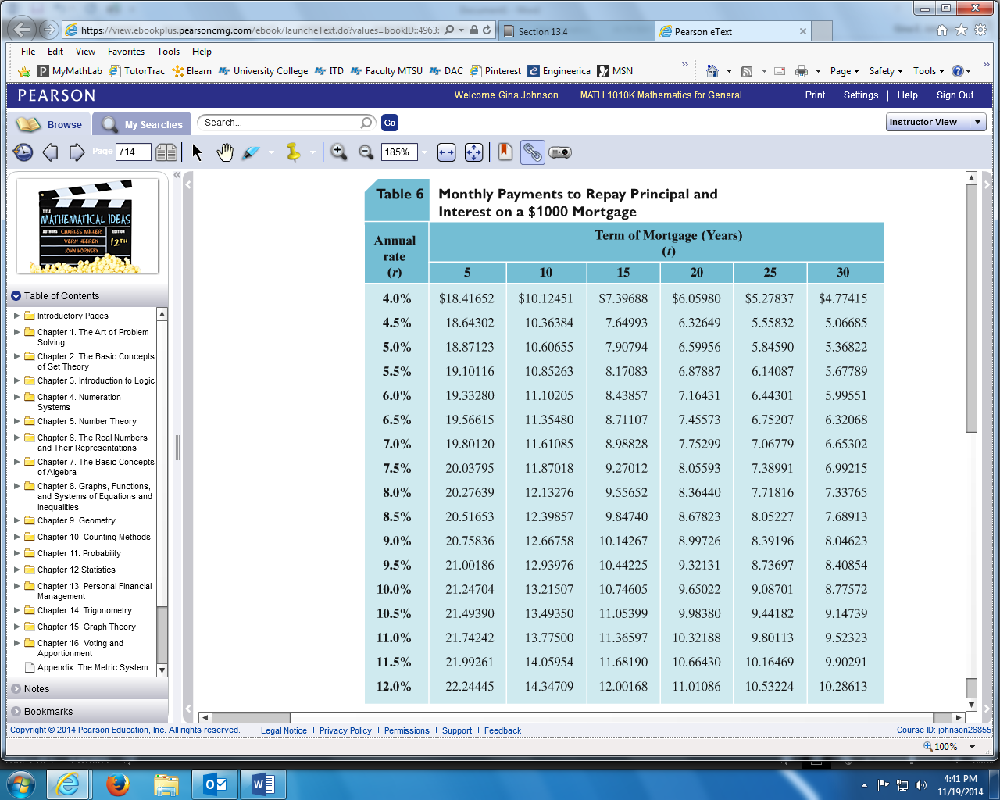 https://view.ebookplus.pearsoncmg.com/ebook/launcheText.do?values=bookID::4963:
Section 13.4
Pearson eText
File Edit View Favorites Tools Help
MyMathLab TutorTrac Elearn University College ITD Faculty MTSU DAC Pinterest Engineerica MSN
Page Safety Tools
PEARSON
Welcome Gina Johnson MATH 1010K Mathematics for General
Print Settings Help Sign Out
Browse My Searches Search... Go
Instructor View
Page 714 185%
TITLE
MATHEMATICAL IDEAS
AUTHORS CHARLES MILLER EDITION
VERN HEEREN 12TH
JOHN HORNSBY
Table of Contents
Introductory Pages
Chapter 1. The Art of Problem
Solving
Chapter 2. The Basic Concepts
of Set Theory
Chapter 3. Introduction to Logic
Chapter 4. Numeration
Systems
Chapter 5. Number Theory
Chapter 6. The Real Numbers
and Their Representations
Chapter 7. The Basic Concepts
of Algebra
Chapter 8. Graphs, Functions,
and Systems of Equations and
Inequalities
Chapter 9. Geometry
Chapter 10. Counting Methods
Chapter 11. Probability
Chapter 12.Statistics
Chapter 13. Personal Financial
Management
Chapter 14. Trigonometry
Chapter 15. Graph Theory
Chapter 16. Voting and
Apportionment
Appendix: The Metric System
Notes
Bookmarks
Table 6 Monthly Payments to Repay Principal and
Interest on a $1000 Mortgage
Annual
rate
(r)
Term of Mortgage (Years)
(t)
5 10 15 20 25 30
4.0% $18.41652 $10.12451 $7.39688 $6.05980 $5.27837 $4.77415
4.5% 18.64302 10.36384 7.64993 6.32649 5.55832 5.06685
5.0% 18.87123 10.60655 7.90794 6.59956 5.84590 5.36822
5.5% 19.10116 10.85263 8.17083 6.87887 6.14087 5.67789
6.0% 19.33280 11.10205 8.43857 7.16431 6.44301 5.99551
6.5% 19.56615 11.35480 8.71107 7.45573 6.75207 6.32068
7.0% 19.80120 11.61085 8.98828 7.75299 7.06779 6.65302
7.5% 20.03795 11.87018 9.27012 8.05593 7.38991 6.99215
8.0% 20.27639 12.13276 9.55652 8.36440 7.71816 7.33765
8.5% 20.51653 12.39857 9.84740 8.67823 8.05227 7.68913
9.0% 20.75836 12.66758 10.14267 8.99726 8.39196 8.04623
9.5% 21.00186 12.93976 10.44225 9.32131 8.73697 8.40854
10.0% 21.24704 13.21507 10.74605 9.65022 9.08701 8.77572
10.5% 21.49390 13.49350 11.05399 9.98380 9.44182 9.14739
11.0% 21.74242 13.77500 11.36597 10.32188 9.80113 9.52323
11.5% 21.99261 14.05954 11.68190 10.66430 10.16469 9.90291
12.0% 22.24445 14.34709 12.00168 11.01086 10.53224 10.28613
Copyright © 2014 Pearson Education, Inc. All rights reserved. Legal Notice | Privacy Policy | Permissions | Support | Feedback
Course ID: johnson26855
100%
4:41 PM
11/19/2014